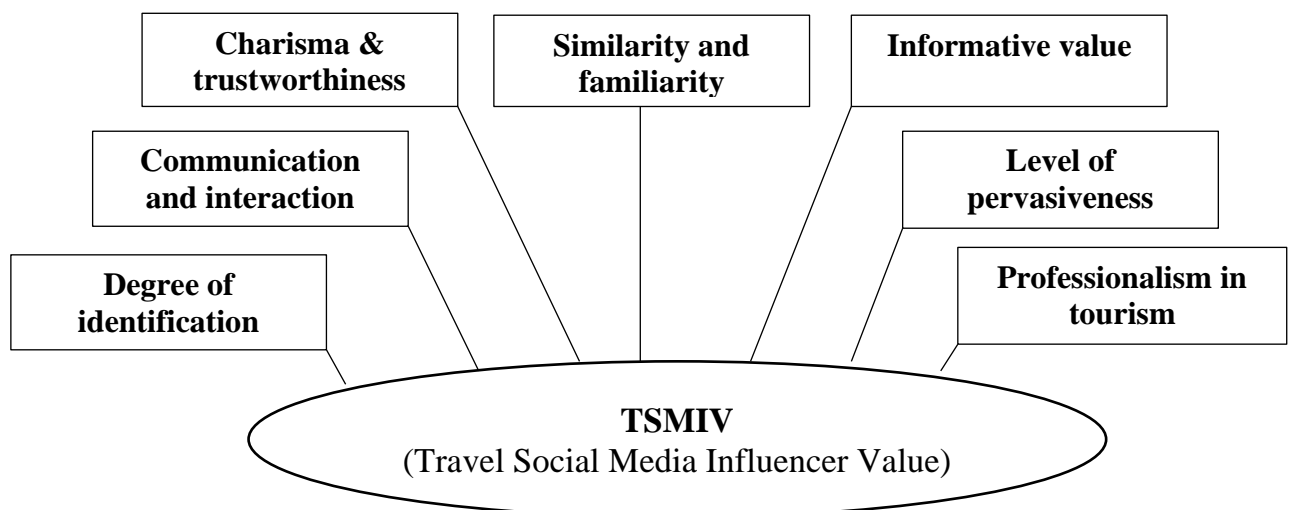 Charisma &
trustworthiness
Similarity and
familiarity
Informative value
Communication
and interaction
Level of
pervasiveness
Degree of
identification
Professionalism in
tourism
TSMIV
(Travel Social Media Influencer Value)